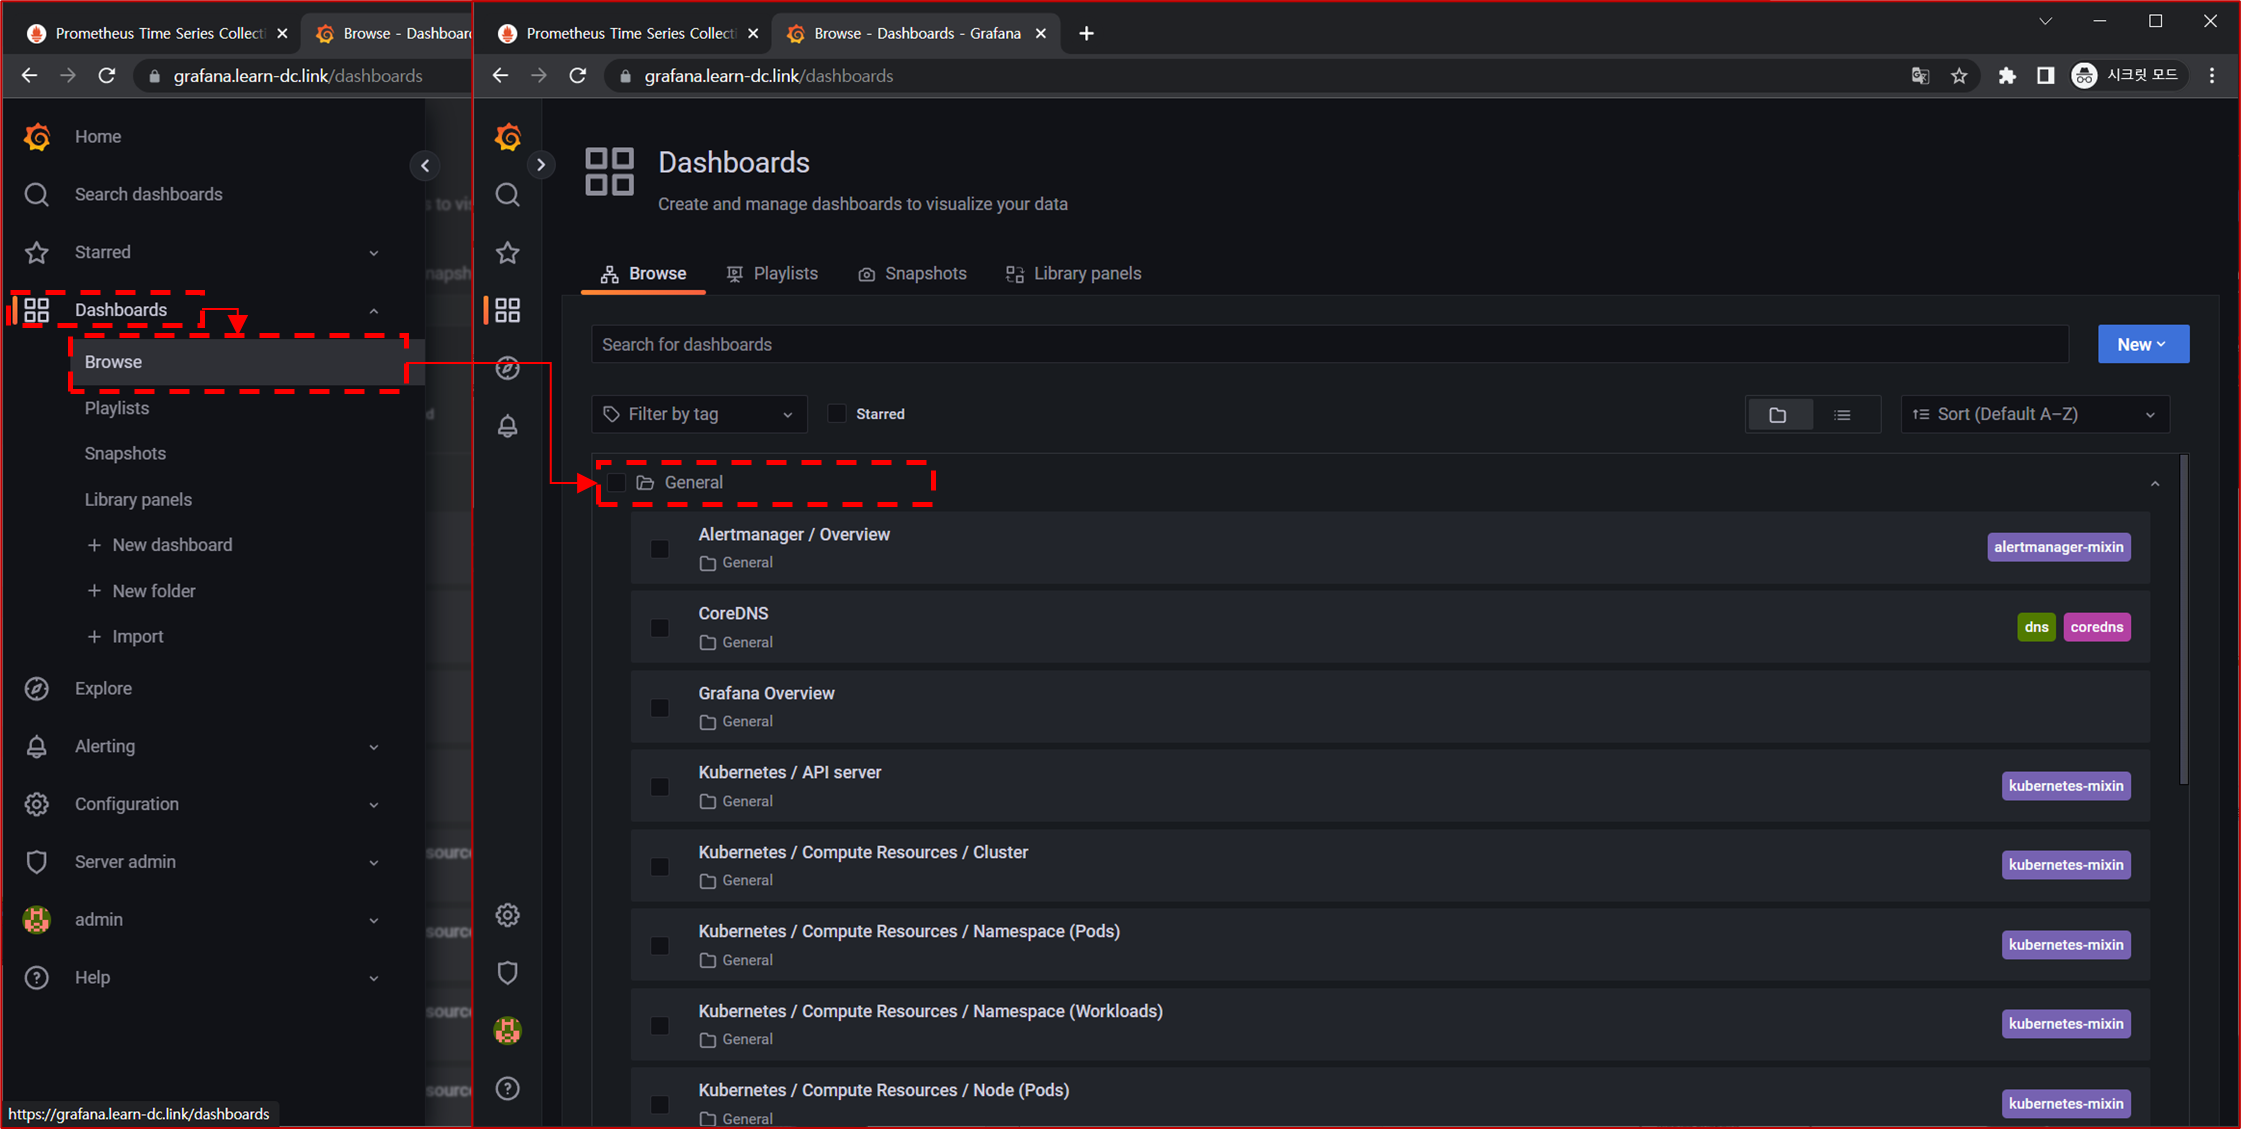 Prometheus Time Series Collecti
Browse - Dashboard
grafana.learn-dc.link/dashboards
Home
Search dashboards
Starred
Dashboards
Browse
Playlists
Snapshots
Library panels
+ New dashboard
+ New folder
+ Import
Explore
Alerting
Configuration
Server admin
admin
Help
https://grafana.learn-dc.link/dashboards
Prometheus Time Series Collecti
Browse - Dashboards - Grafana
grafana.learn-dc.link/dashboards
시크릿 모드
Dashboards
Create and manage dashboards to visualize your data
Browse Playlists Snapshots Library panels
Search for dashboards
New
Filter by tag Starred Sort (Default A–Z)
General
Alertmanager / Overview
General
alertmanager-mixin
CoreDNS
General
dns coredns
Grafana Overview
General
Kubernetes / API server
General
kubernetes-mixin
Kubernetes / Compute Resources / Cluster
General
kubernetes-mixin
Kubernetes / Compute Resources / Namespace (Pods)
General
kubernetes-mixin
Kubernetes / Compute Resources / Namespace (Workloads)
General
kubernetes-mixin
Kubernetes / Compute Resources / Node (Pods)
General
kubernetes-mixin